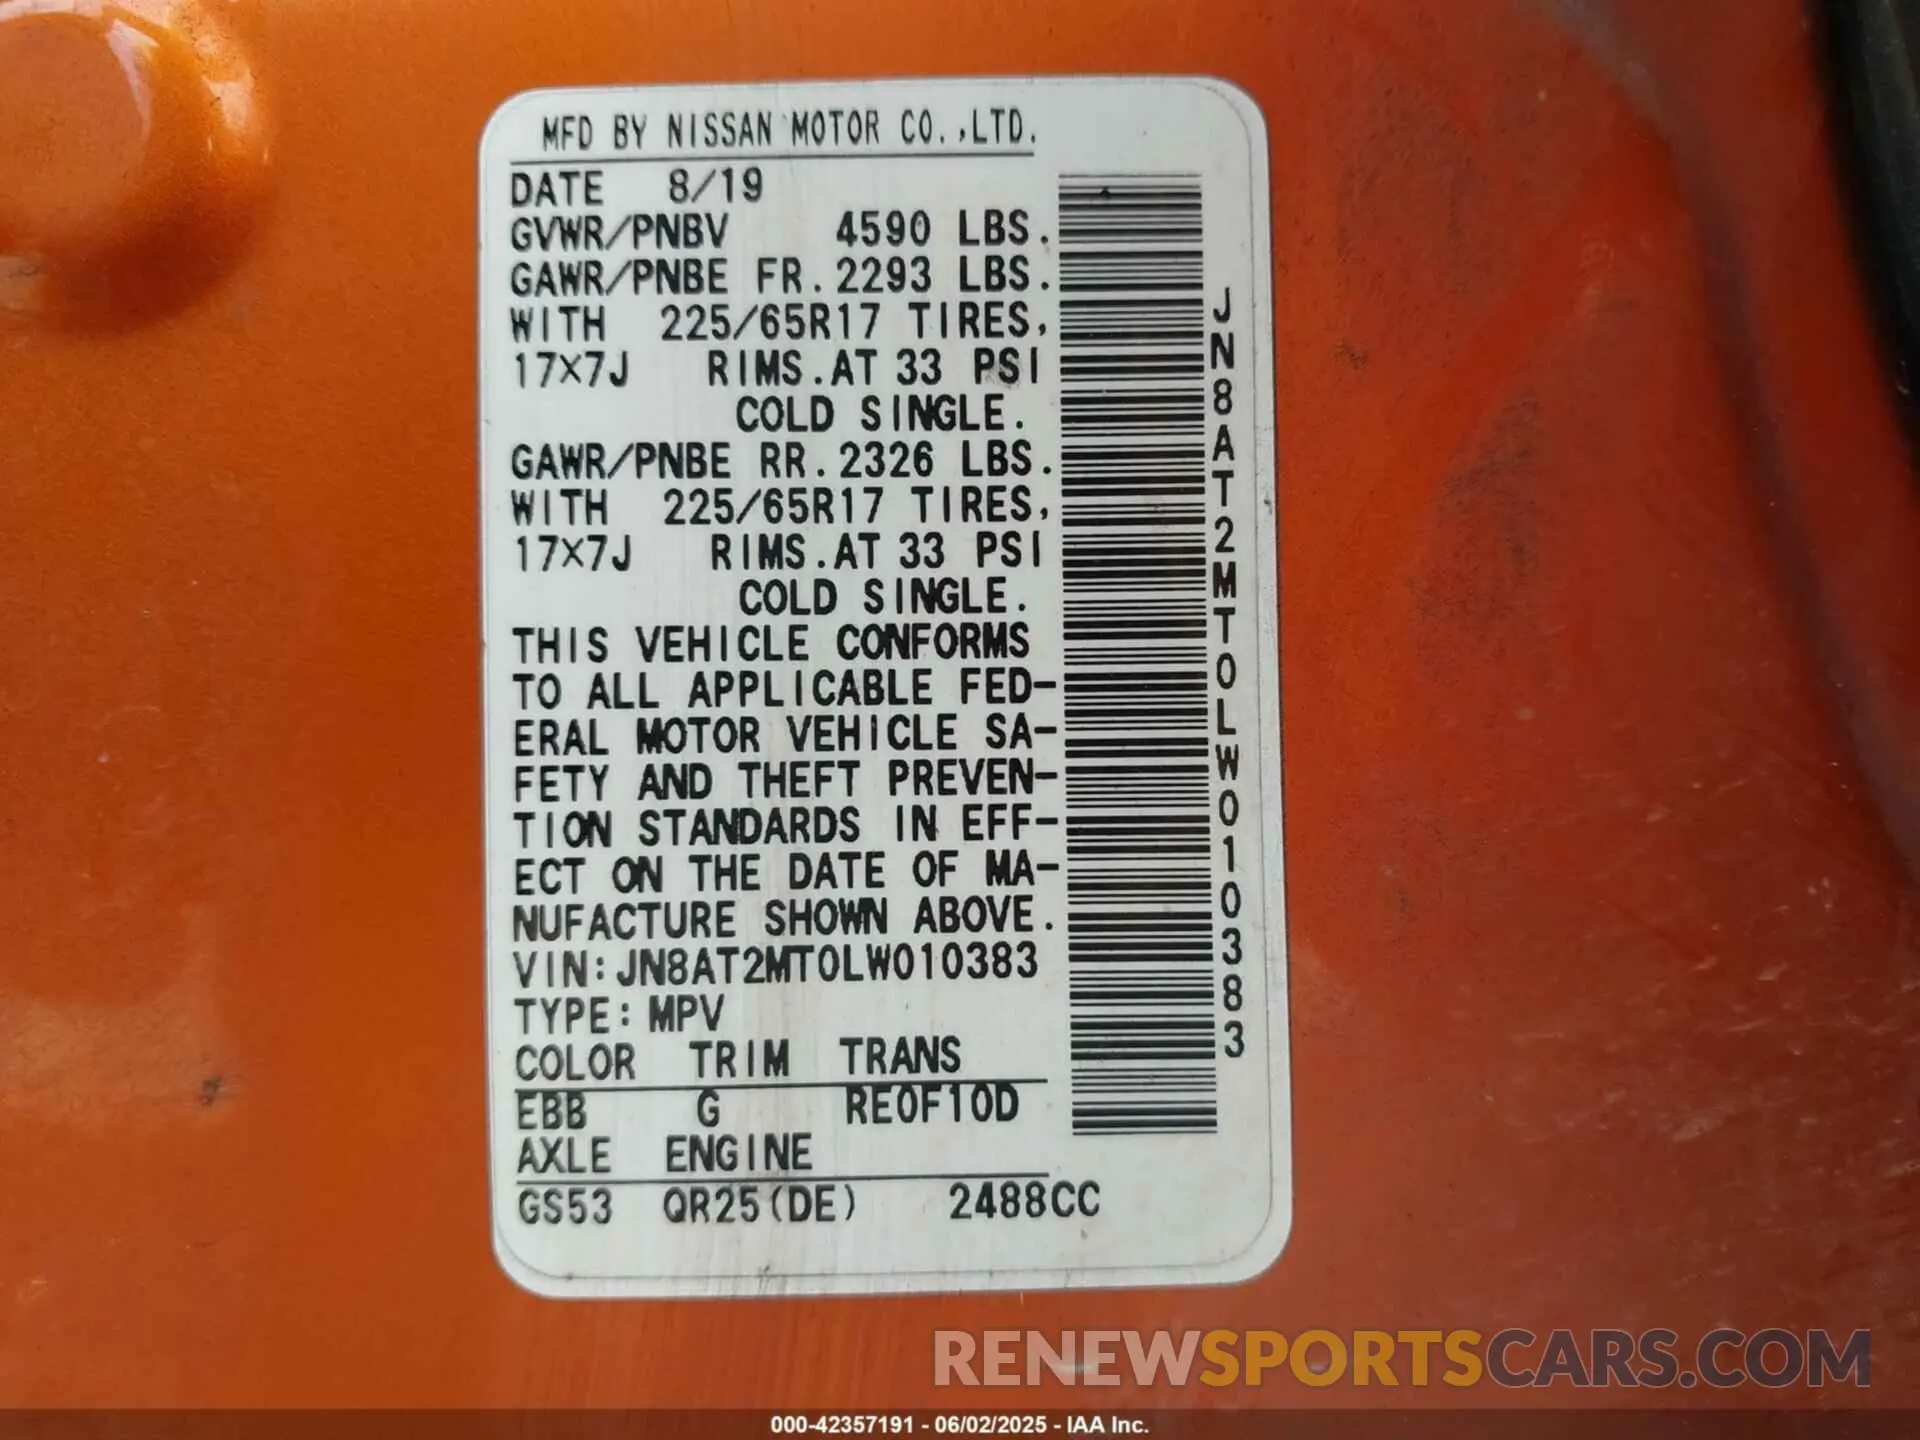 MFD BY NISSAN MOTOR CO.,LTD.
DATE 8/19
GVWR/PNBV 4590 LBS.
GAWR/PNBE FR. 2293 LBS.
WITH 225/65R17 TIRES,
17X7J RIMS. AT 33 PSI
COLD SINGLE.
GAWR/PNBE RR. 2326 LBS.
WITH 225/65R17 TIRES,
17X7J RIMS. AT 33 PSI
COLD SINGLE.
THIS VEHICLE CONFORMS
TO ALL APPLICABLE FED-
ERAL MOTOR VEHICLE SA-
FETY AND THEFT PREVEN-
TION STANDARDS IN EFF-
ECT ON THE DATE OF MA-
NUFACTURE SHOWN ABOVE.
VIN: JN8AT2MT0LW010383
TYPE: MPV
COLOR TRIM TRANS
EBB G RE0F10D
AXLE ENGINE
GS53 QR25(DE) 2488CC
JN8AT2MT0LW010383
RENEWSPORTSCARS.COM
000-42357191 - 06/02/2025 - IAA Inc.